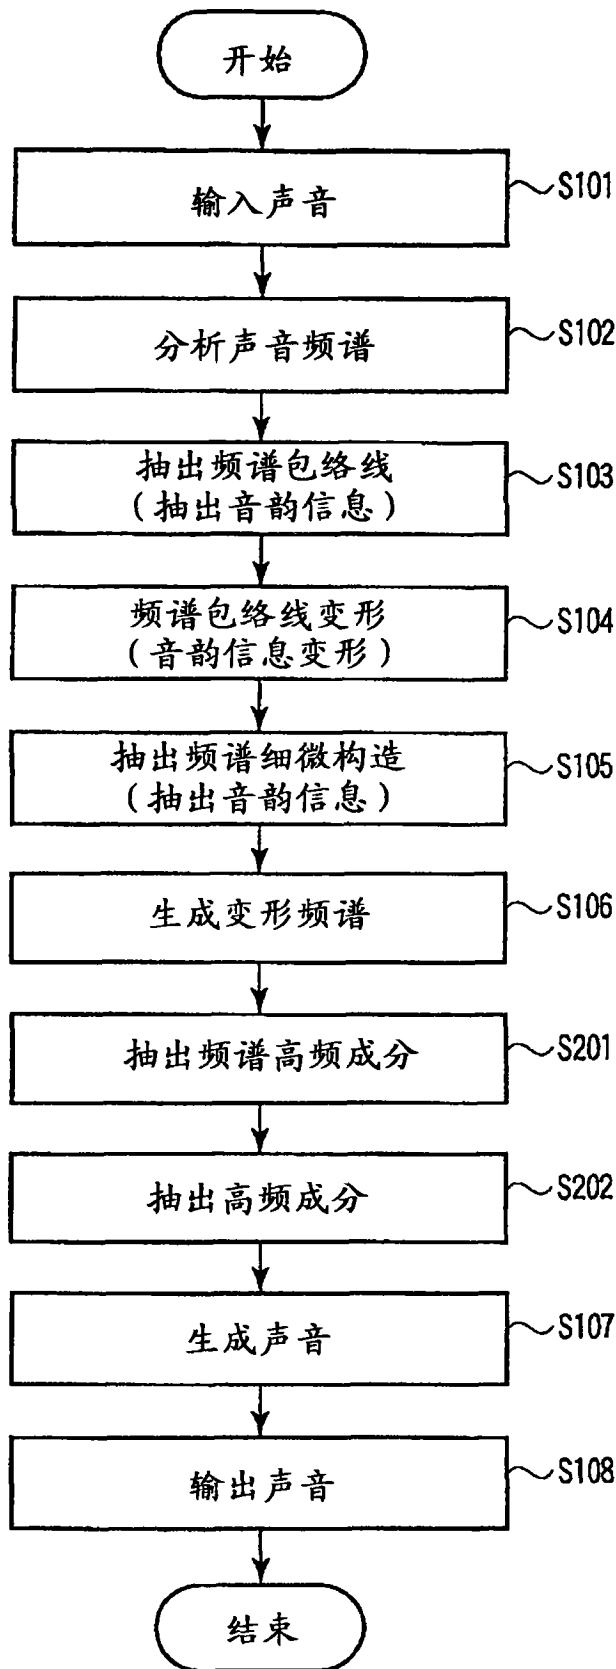 开始
输入声音
S101
分析声音频谱
S102
抽出频谱包络线
(抽出音韵信息)
S103
频谱包络线变形
(音韵信息变形)
S104
抽出频谱细微构造
(抽出音韵信息)
S105
生成变形频谱
S106
抽出频谱高频成分
S201
抽出高频成分
S202
生成声音
S107
输出声音
S108
结束